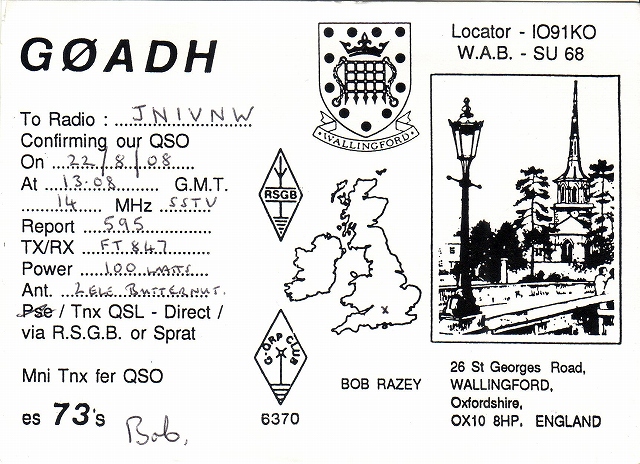 GØADH
To Radio : JN1VNW
Confirming our QSO
On 22/8/08
At 13:08 G.M.T.
14 MHz SSTV
Report 595
TX/RX FT 847
Power 100 WATTS
Ant. 2 ELE BUTTERNUT.
Pse / Tnx QSL - Direct /
via R.S.G.B. or Sprat
Mni Tnx fer QSO
es 73's Bob.
WALLINGFORD
RSGB
G-QRP CLUB
6370
BOB RAZEY
Locator - IO91KO
W.A.B. - SU 68
26 St Georges Road,
WALLINGFORD,
Oxfordshire,
OX10 8HP. ENGLAND